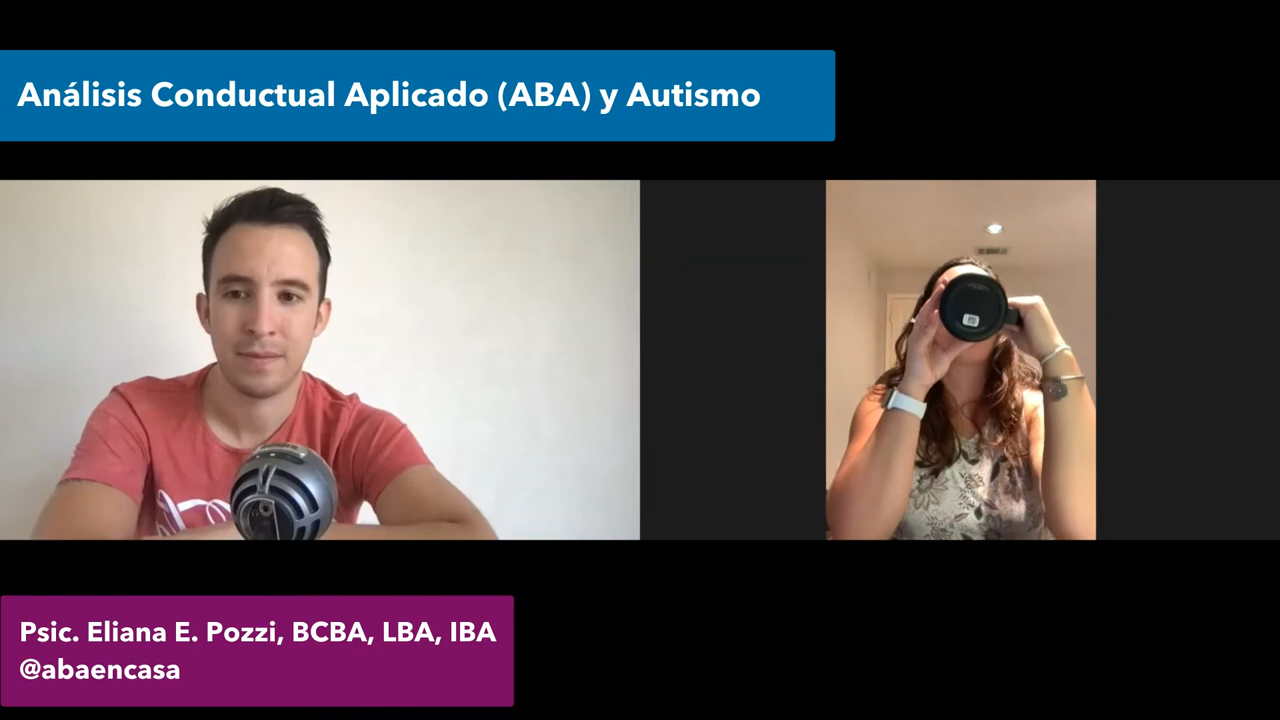 Análisis Conductual Aplicado (ABA) y Autismo
Psic. Eliana E. Pozzi, BCBA, LBA, IBA
@abaencasa